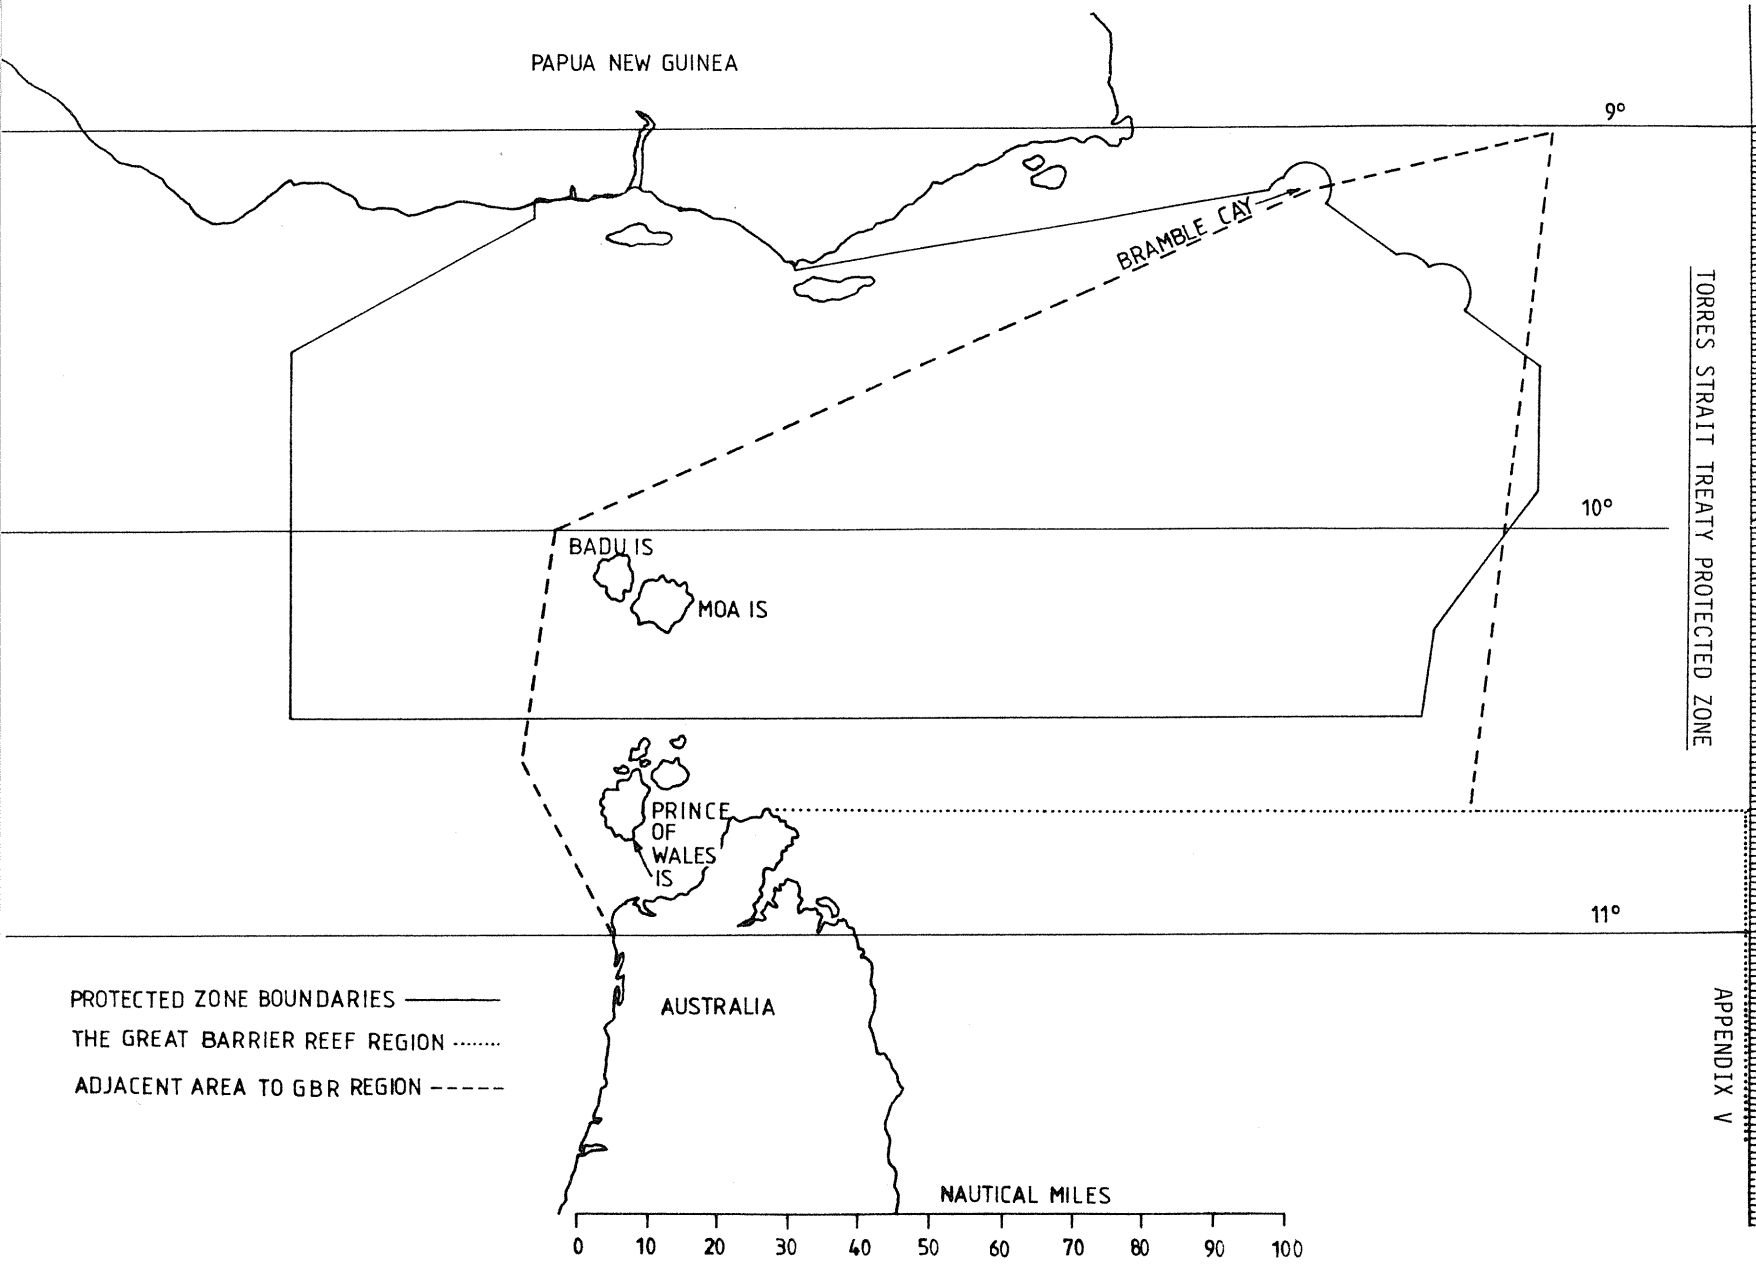 PAPUA NEW GUINEA
9°
BRAMBLE CAY
TORRES STRAIT TREATY PROTECTED ZONE
10°
BADU IS
MOA IS
PRINCE
OF
WALES
IS
11°
PROTECTED ZONE BOUNDARIES
THE GREAT BARRIER REEF REGION
ADJACENT AREA TO GBR REGION
AUSTRALIA
APPENDIX V
NAUTICAL MILES
0 10 20 30 40 50 60 70 80 90 100